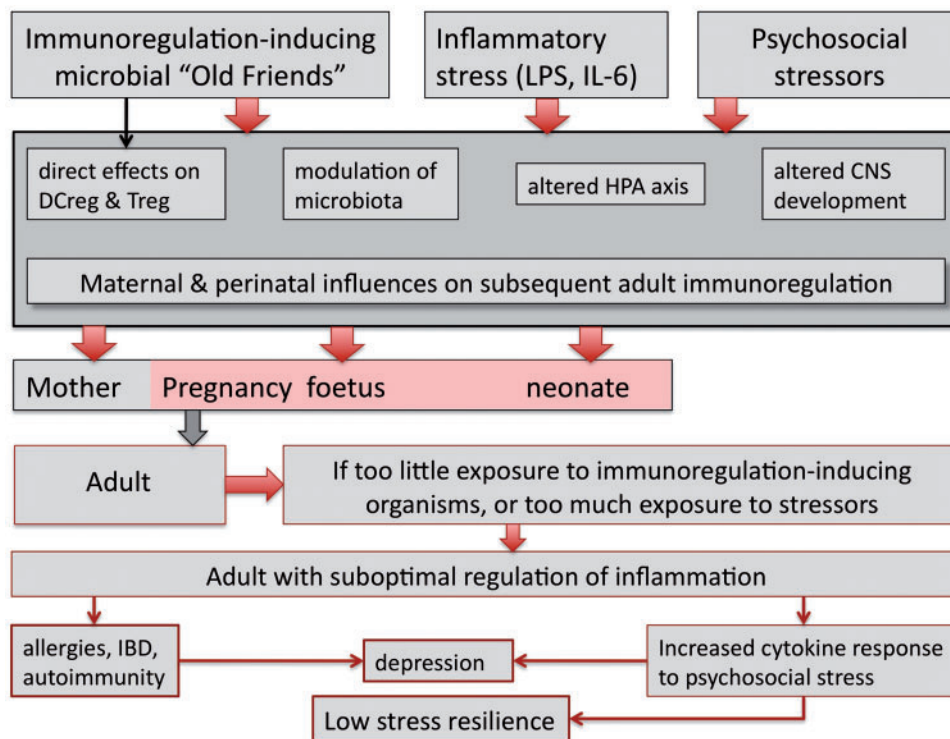 Immunoregulation-inducing
microbial “Old Friends”
Inflammatory
stress (LPS, IL-6)
Psychosocial
stressors
direct effects on
DCreg & Treg
modulation of
microbiota
altered HPA axis
altered CNS
development
Maternal & perinatal influences on subsequent adult immunoregulation
Mother Pregnancy foetus neonate
Adult
If too little exposure to immunoregulation-inducing
organisms, or too much exposure to stressors
Adult with suboptimal regulation of inflammation
allergies, IBD,
autoimmunity
depression
Increased cytokine response
to psychosocial stress
Low stress resilience